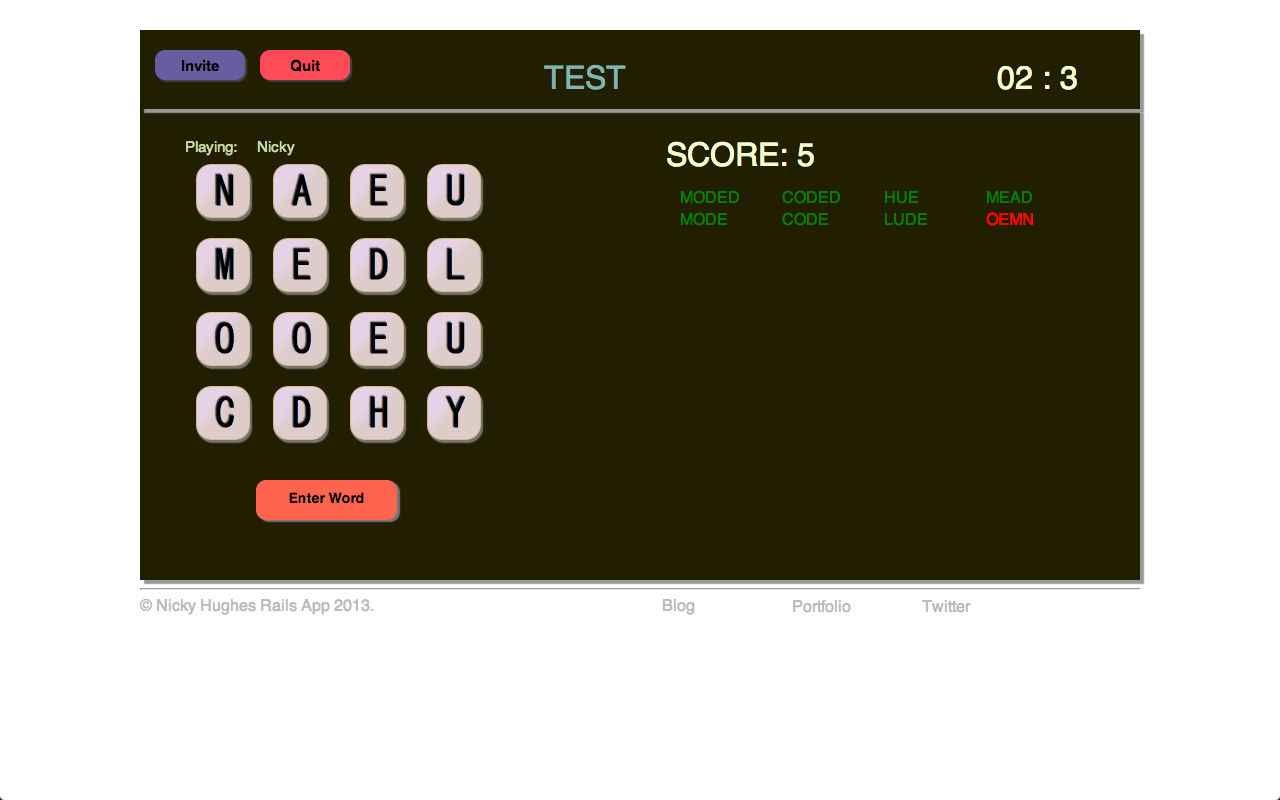 Invite Quit TEST 02 : 3
Playing: Nicky
SCORE: 5
N A E U
MODED CODED HUE MEAD
MODE CODE LUDE OEMN
M E D L
O O E U
C D H Y
Enter Word
© Nicky Hughes Rails App 2013. Blog Portfolio Twitter